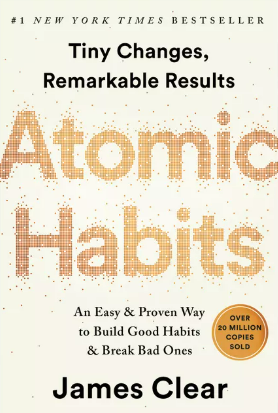 #1 NEW YORK TIMES BESTSELLER
Tiny Changes,
Remarkable Results
Atomic
Habits
An Easy & Proven Way
to Build Good Habits
& Break Bad Ones
OVER
20 MILLION
COPIES
SOLD
James Clear